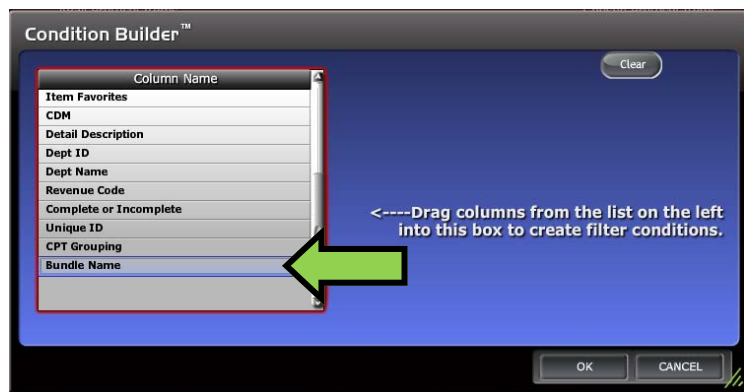 Condition Builder™
Clear
Column Name
Item Favorites
CDM
Detail Description
Dept ID
Dept Name
Revenue Code
Complete or Incomplete
Unique ID
CPT Grouping
Bundle Name
<----Drag columns from the list on the left
into this box to create filter conditions.
OK
CANCEL